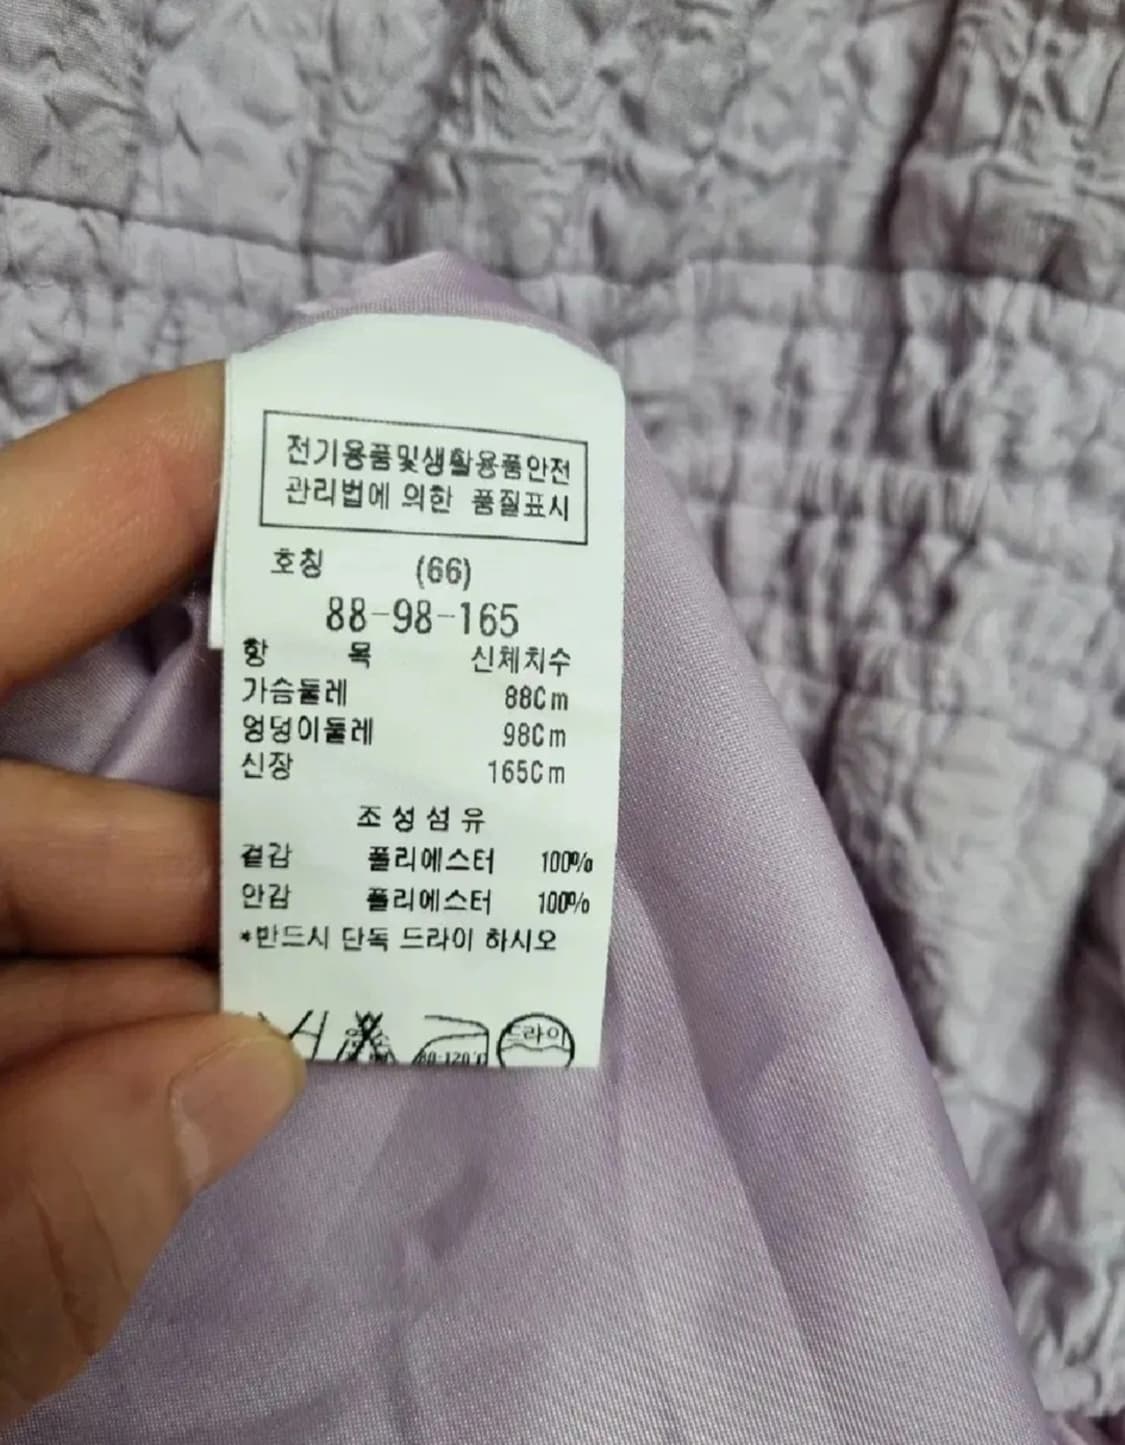 전기용품및생활용품안전
관리법에 의한 품질표시
호칭 (66)
88-98-165
항 목 신체치수
가슴둘레 88Cm
엉덩이둘레 98Cm
신장 165Cm
조성섬유
겉감 폴리에스터 100%
안감 폴리에스터 100%
*반드시 단독 드라이 하시오
80-120℃ 드라이